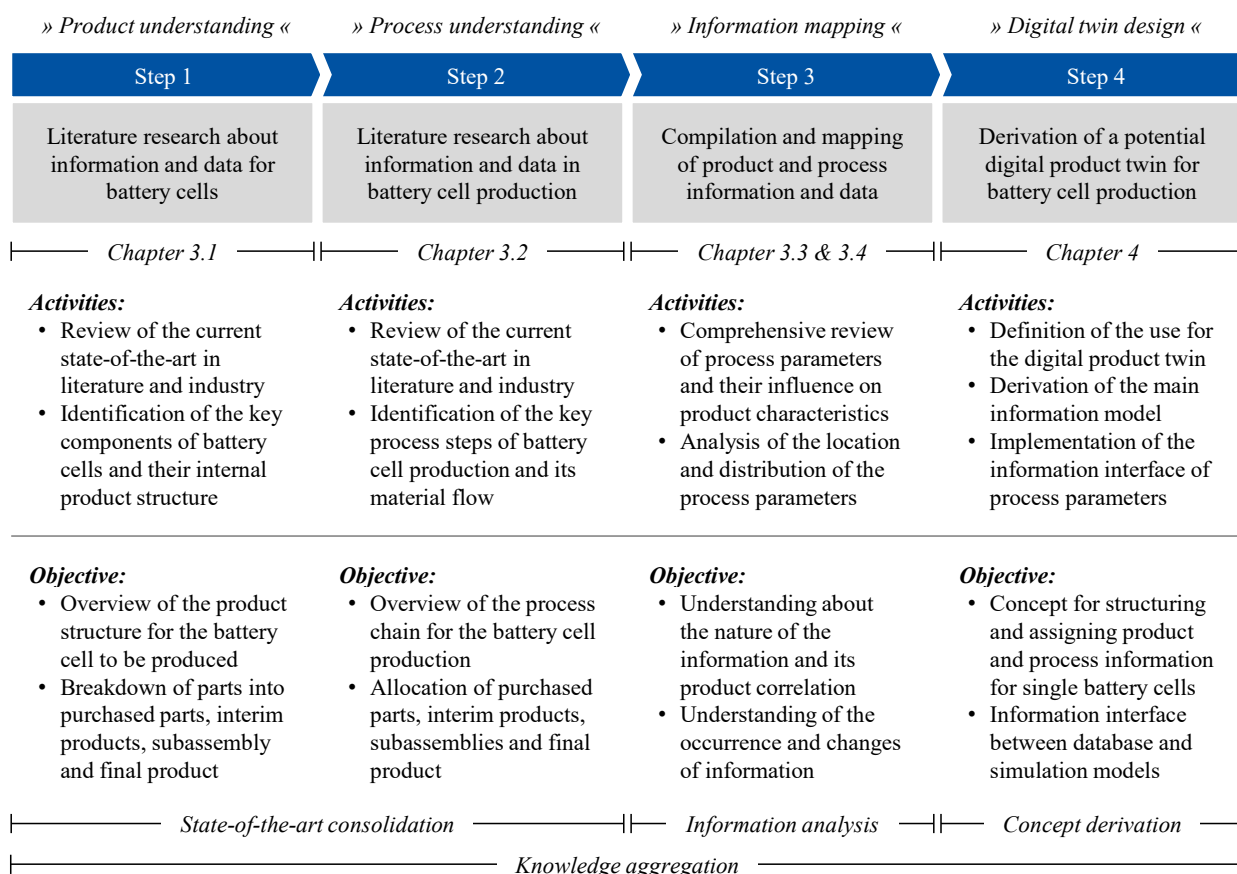 » Product understanding «
» Process understanding «
» Information mapping «
» Digital twin design «
Step 1
Step 2
Step 3
Step 4
Literature research about
information and data for
battery cells
Literature research about
information and data in
battery cell production
Compilation and mapping
of product and process
information and data
Derivation of a potential
digital product twin for
battery cell production
Chapter 3.1
Chapter 3.2
Chapter 3.3 & 3.4
Chapter 4
Activities:
• Review of the current
state-of-the-art in
literature and industry
• Identification of the key
components of battery
cells and their internal
product structure
Activities:
• Review of the current
state-of-the-art in
literature and industry
• Identification of the key
process steps of battery
cell production and its
material flow
Activities:
• Comprehensive review
of process parameters
and their influence on
product characteristics
• Analysis of the location
and distribution of the
process parameters
Activities:
• Definition of the use for
the digital product twin
• Derivation of the main
information model
• Implementation of the
information interface of
process parameters
Objective:
• Overview of the product
structure for the battery
cell to be produced
• Breakdown of parts into
purchased parts, interim
products, subassembly
and final product
Objective:
• Overview of the process
chain for the battery cell
production
• Allocation of purchased
parts, interim products,
subassemblies and final
product
Objective:
• Understanding about
the nature of the
information and its
product correlation
• Understanding of the
occurrence and changes
of information
Objective:
• Concept for structuring
and assigning product
and process information
for single battery cells
• Information interface
between database and
simulation models
State-of-the-art consolidation
Information analysis
Concept derivation
Knowledge aggregation